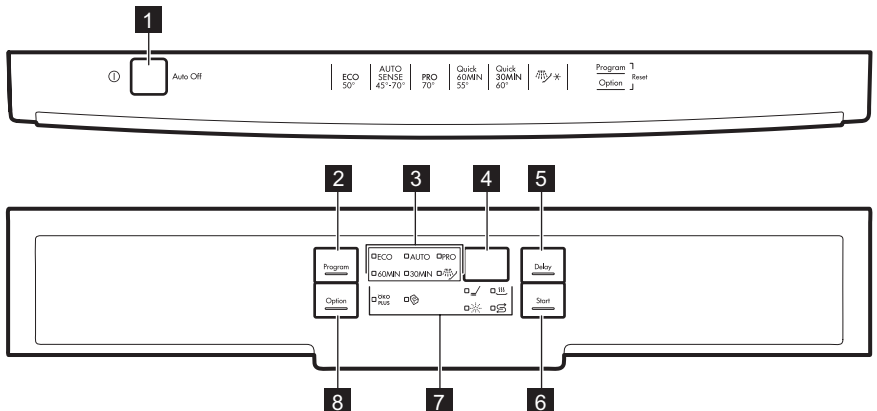 1
Auto Off
ECO
50°
AUTO
SENSE
45°-70°
PRO
70°
Quick
60MIN
55°
Quick
30MIN
60°
Program
Option
Reset
2
3
4
5
Program
ECO
AUTO
PRO
60MIN
30MIN
Delay
Option
ÖKO
PLUS
Start
8
7
6